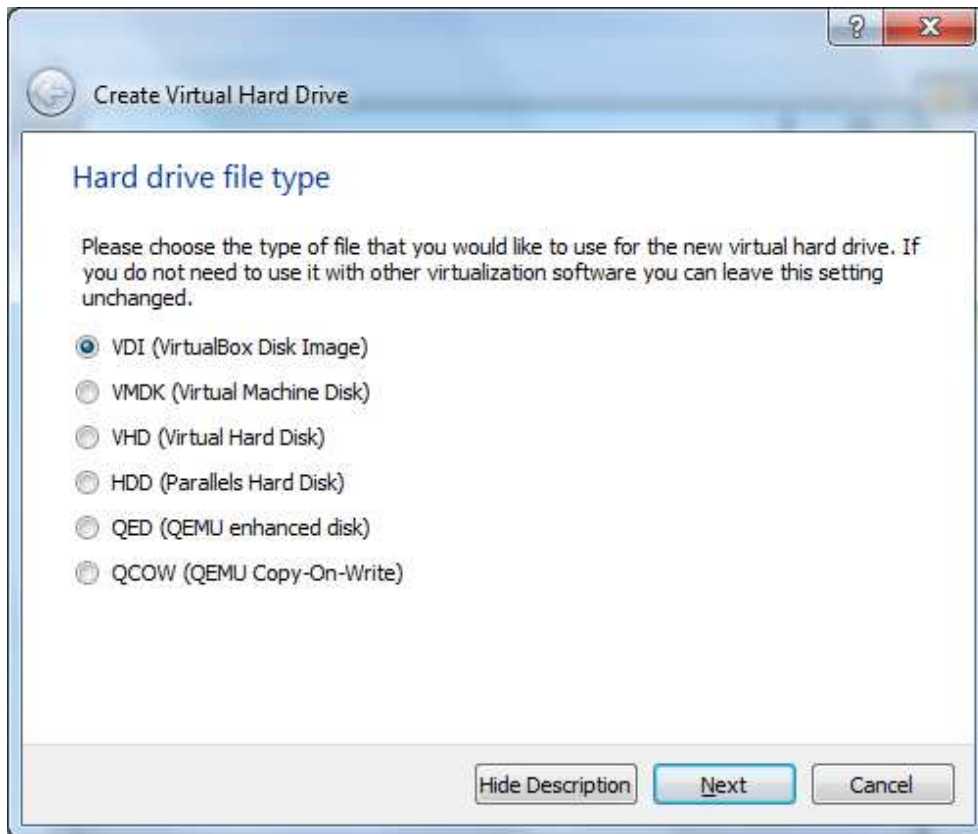 Create Virtual Hard Drive
Hard drive file type
Please choose the type of file that you would like to use for the new virtual hard drive. If
you do not need to use it with other virtualization software you can leave this setting
unchanged.
VDI (VirtualBox Disk Image)
VMDK (Virtual Machine Disk)
VHD (Virtual Hard Disk)
HDD (Parallels Hard Disk)
QED (QEMU enhanced disk)
QCOW (QEMU Copy-On-Write)
Hide Description Next Cancel